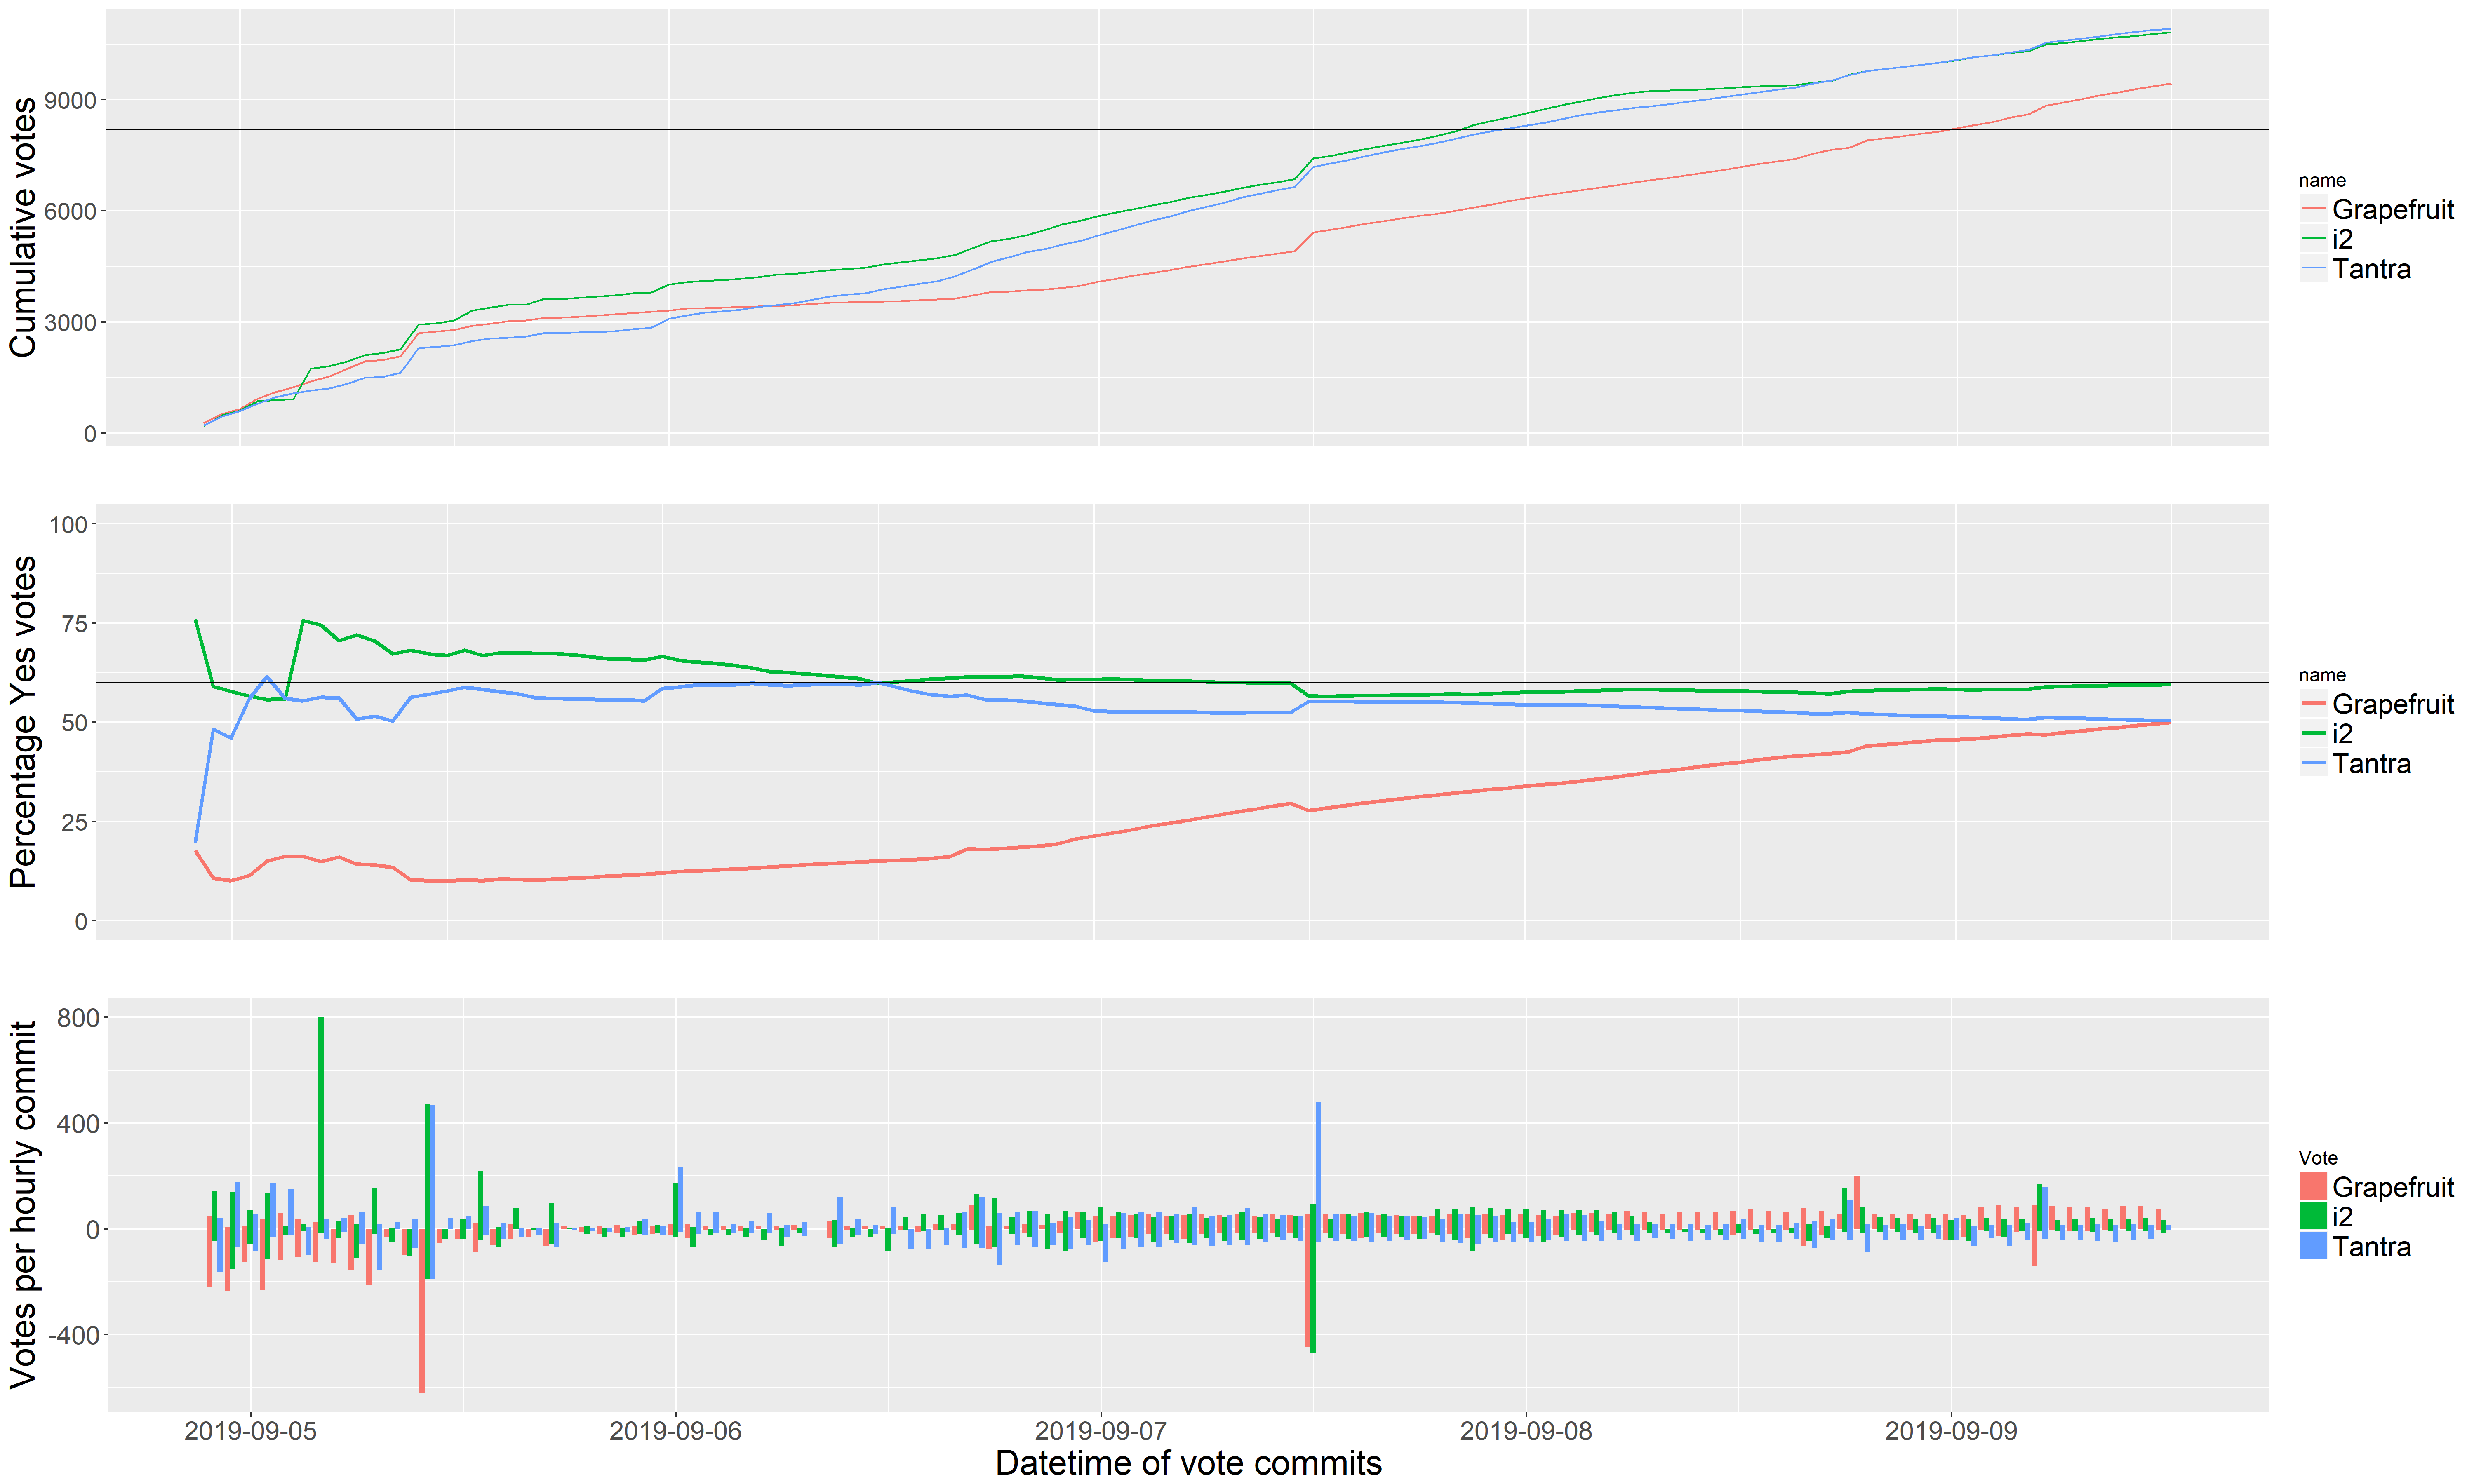 Cumulative votes
9000
6000
3000
0
name
Grapefruit
i2
Tantra
Percentage Yes votes
100
75
50
25
0
name
Grapefruit
i2
Tantra
Votes per hourly commit
800
400
0
-400
Vote
Grapefruit
i2
Tantra
2019-09-05 2019-09-06 2019-09-07 2019-09-08 2019-09-09
Datetime of vote commits